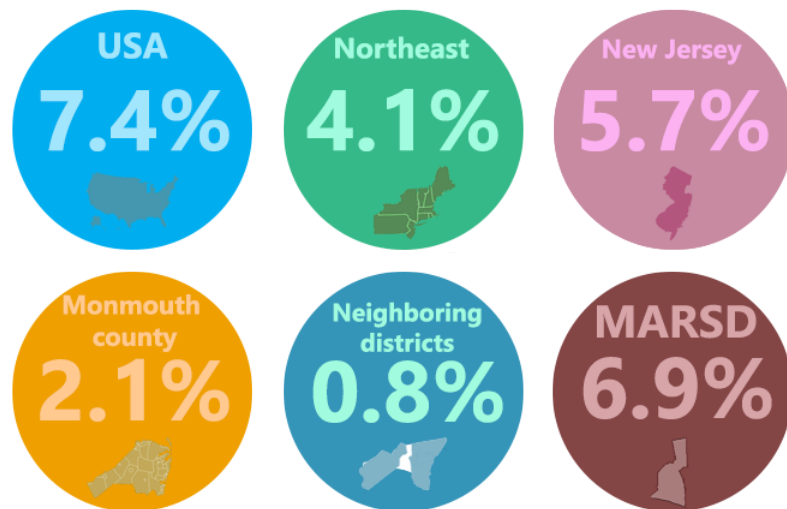 USA
7.4%
Northeast
4.1%
New Jersey
5.7%
Monmouth
county
2.1%
Neighboring
districts
0.8%
MARSD
6.9%